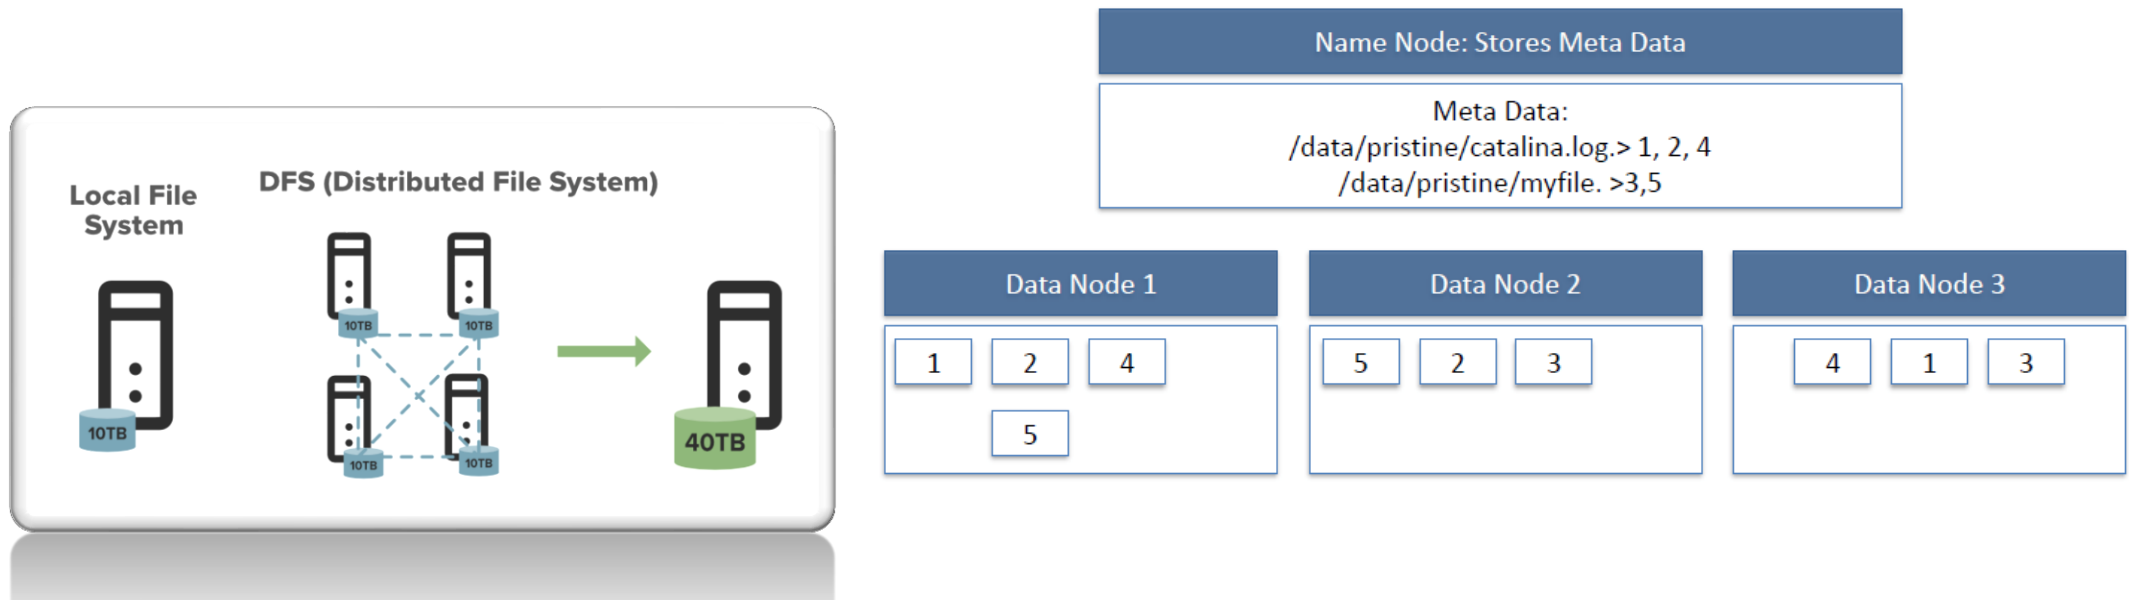 Local File
System
DFS (Distributed File System)
10TB
10TB
10TB
10TB
10TB
40TB
Name Node: Stores Meta Data
Meta Data:
/data/pristine/catalina.log.> 1, 2, 4
/data/pristine/myfile. >3,5
Data Node 1
1 2 4
5
Data Node 2
5 2 3
Data Node 3
4 1 3